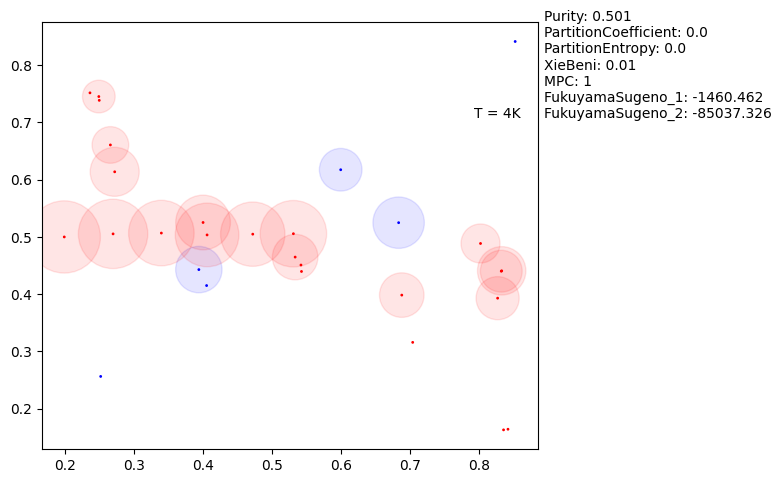 Purity: 0.501
PartitionCoefficient: 0.0
PartitionEntropy: 0.0
XieBeni: 0.01
MPC: 1
FukuyamaSugeno_1: -1460.462
FukuyamaSugeno_2: -85037.326
T = 4K
0.8
0.7
0.6
0.5
0.4
0.3
0.2
0.2 0.3 0.4 0.5 0.6 0.7 0.8